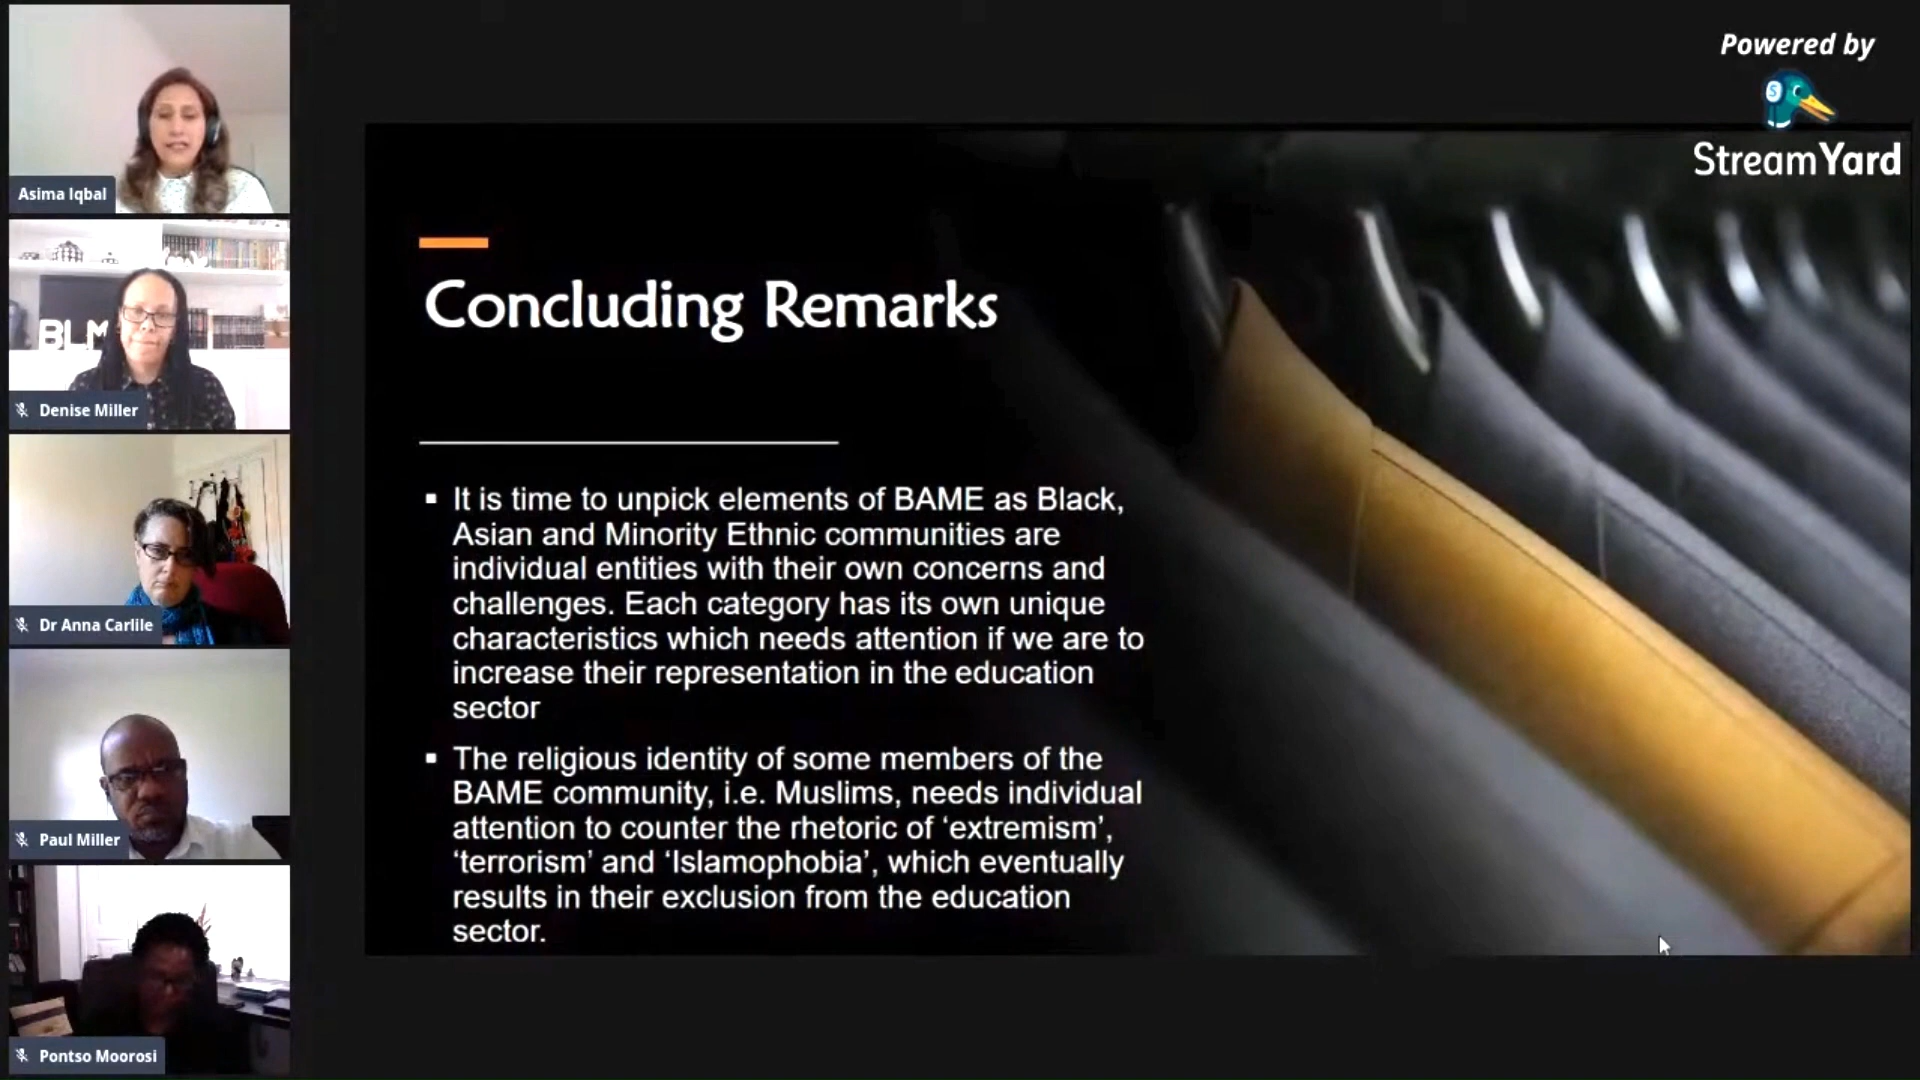 Powered by
StreamYard
Asima Iqbal
BLM
Denise Miller
Dr Anna Carlile
Paul Miller
Pontso Moorosi
Concluding Remarks
▪ It is time to unpick elements of BAME as Black,
Asian and Minority Ethnic communities are
individual entities with their own concerns and
challenges. Each category has its own unique
characteristics which needs attention if we are to
increase their representation in the education
sector
▪ The religious identity of some members of the
BAME community, i.e. Muslims, needs individual
attention to counter the rhetoric of ‘extremism’,
‘terrorism’ and ‘Islamophobia’, which eventually
results in their exclusion from the education
sector.